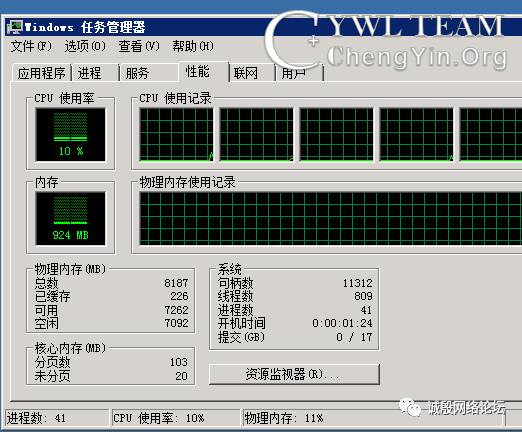 Windows 任务管理器
CYWL TEAM
ChengYin.Org
文件(F) 选项(O) 查看(V) 帮助(H)
应用程序 进程 服务 性能 联网 用户
CPU 使用率 CPU 使用记录
10 %
内存 物理内存使用记录
924 MB
物理内存(MB) 系统
总数 8187 句柄数 11312
已缓存 226 线程数 809
可用 7262 进程数 41
空闲 7092 开机时间 0:00:01:24
提交(GB) 0 / 17
核心内存(MB)
分页数 103
未分页 20 资源监视器(R)...
诚殷网络论坛
进程数: 41 CPU 使用率: 10% 物理内存: 11%